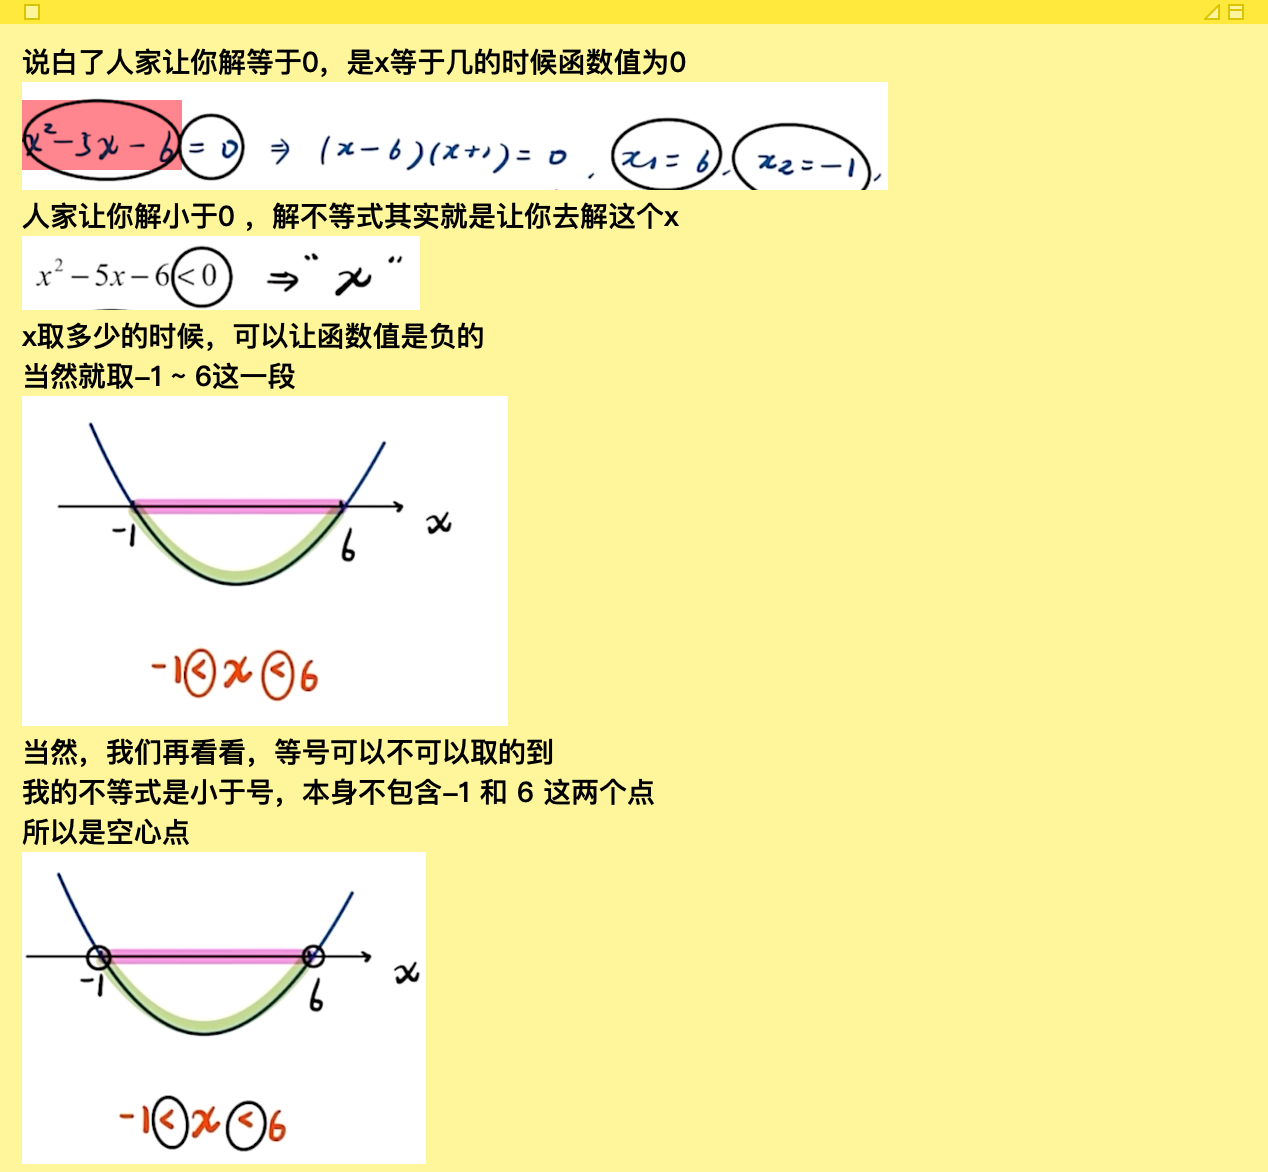 说白了人家让你解等于0，是x等于几的时候函数值为0
x²-5x-6=0 ⇒ (x-6)(x+1)=0, x₁=6, x₂=-1,
人家让你解小于0 ，解不等式其实就是让你去解这个x
x²-5x-6<0 ⇒ "x"
x取多少的时候，可以让函数值是负的
当然就取-1 ~ 6这一段
-1 6 x
-1<x<6
当然，我们再看看，等号可以不可以取的到
我的不等式是小于号，本身不包含-1 和 6 这两个点
所以是空心点
-1 6 x
-1<x<6